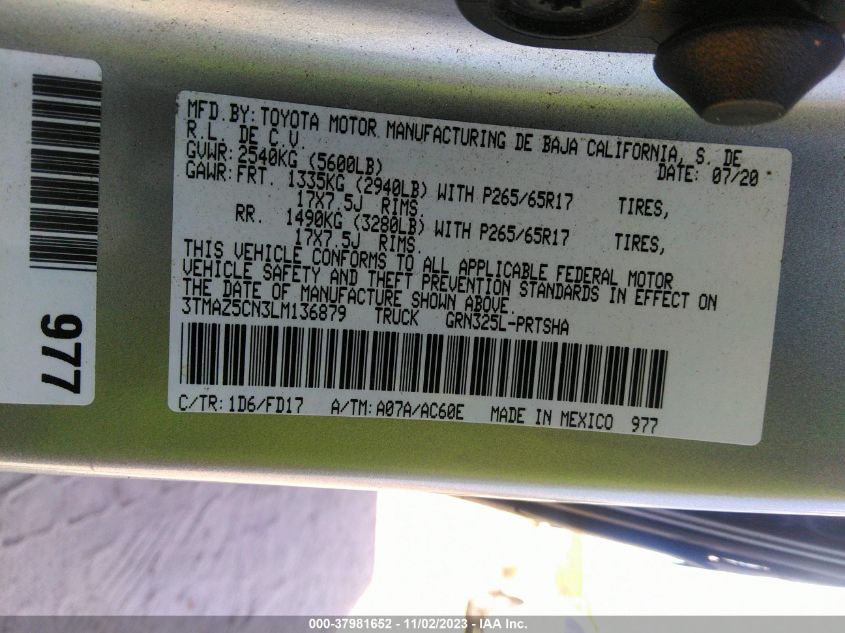 MFD. BY: TOYOTA MOTOR MANUFACTURING DE BAJA CALIFORNIA, S. DE
R.L. DE C.V. DATE: 07/20
GVWR: 2540KG (5600LB)
GAWR: FRT. 1335KG (2940LB) WITH P265/65R17 TIRES,
17X7.5J RIMS.
RR. 1490KG (3280LB) WITH P265/65R17 TIRES,
17X7.5J RIMS.
THIS VEHICLE CONFORMS TO ALL APPLICABLE FEDERAL MOTOR
VEHICLE SAFETY AND THEFT PREVENTION STANDARDS IN EFFECT ON
THE DATE OF MANUFACTURE SHOWN ABOVE.
3TMAZ5CN3LM136879 TRUCK GRN325L-PRTSHA
C/TR: 1D6/FD17 A/TM: A07A/AC60E MADE IN MEXICO 977
977
000-37981652 - 11/02/2023 - IAA Inc.